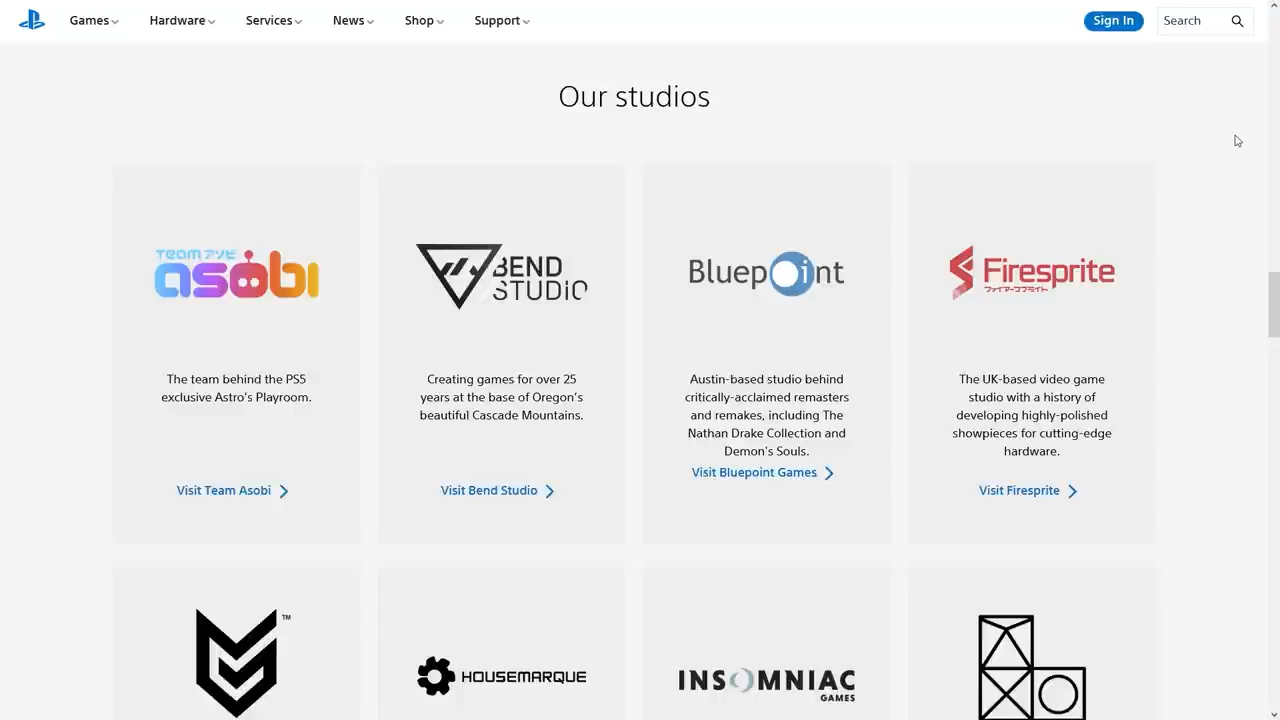 Games
Hardware
Services
News
Shop
Support
Sign In
Search
Our studios
Team アソビ
asobi
BEND
STUDIO
Bluepoint
Firesprite
ファイアースプライト
The team behind the PS5
exclusive Astro's Playroom.
Visit Team Asobi
Creating games for over 25
years at the base of Oregon's
beautiful Cascade Mountains.
Visit Bend Studio
Austin-based studio behind
critically-acclaimed remasters
and remakes, including The
Nathan Drake Collection and
Demon's Souls.
Visit Bluepoint Games
The UK-based video game
studio with a history of
developing highly-polished
showpieces for cutting-edge
hardware.
Visit Firesprite
TM
HOUSEMARQUE
INSOMNIAC
GAMES